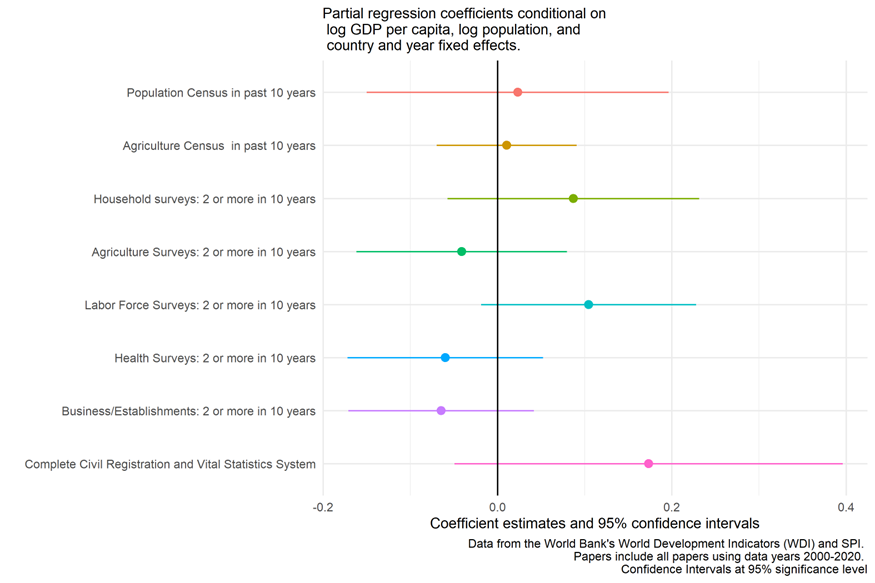 Partial regression coefficients conditional on
log GDP per capita, log population, and
country and year fixed effects.
Population Census in past 10 years
Agriculture Census  in past 10 years
Household surveys: 2 or more in 10 years
Agriculture Surveys: 2 or more in 10 years
Labor Force Surveys: 2 or more in 10 years
Health Surveys: 2 or more in 10 years
Business/Establishments: 2 or more in 10 years
Complete Civil Registration and Vital Statistics System
-0.2 0.0 0.2 0.4
Coefficient estimates and 95% confidence intervals
Data from the World Bank's World Development Indicators (WDI) and SPI.
Papers include all papers using data years 2000-2020.
Confidence Intervals at 95% significance level